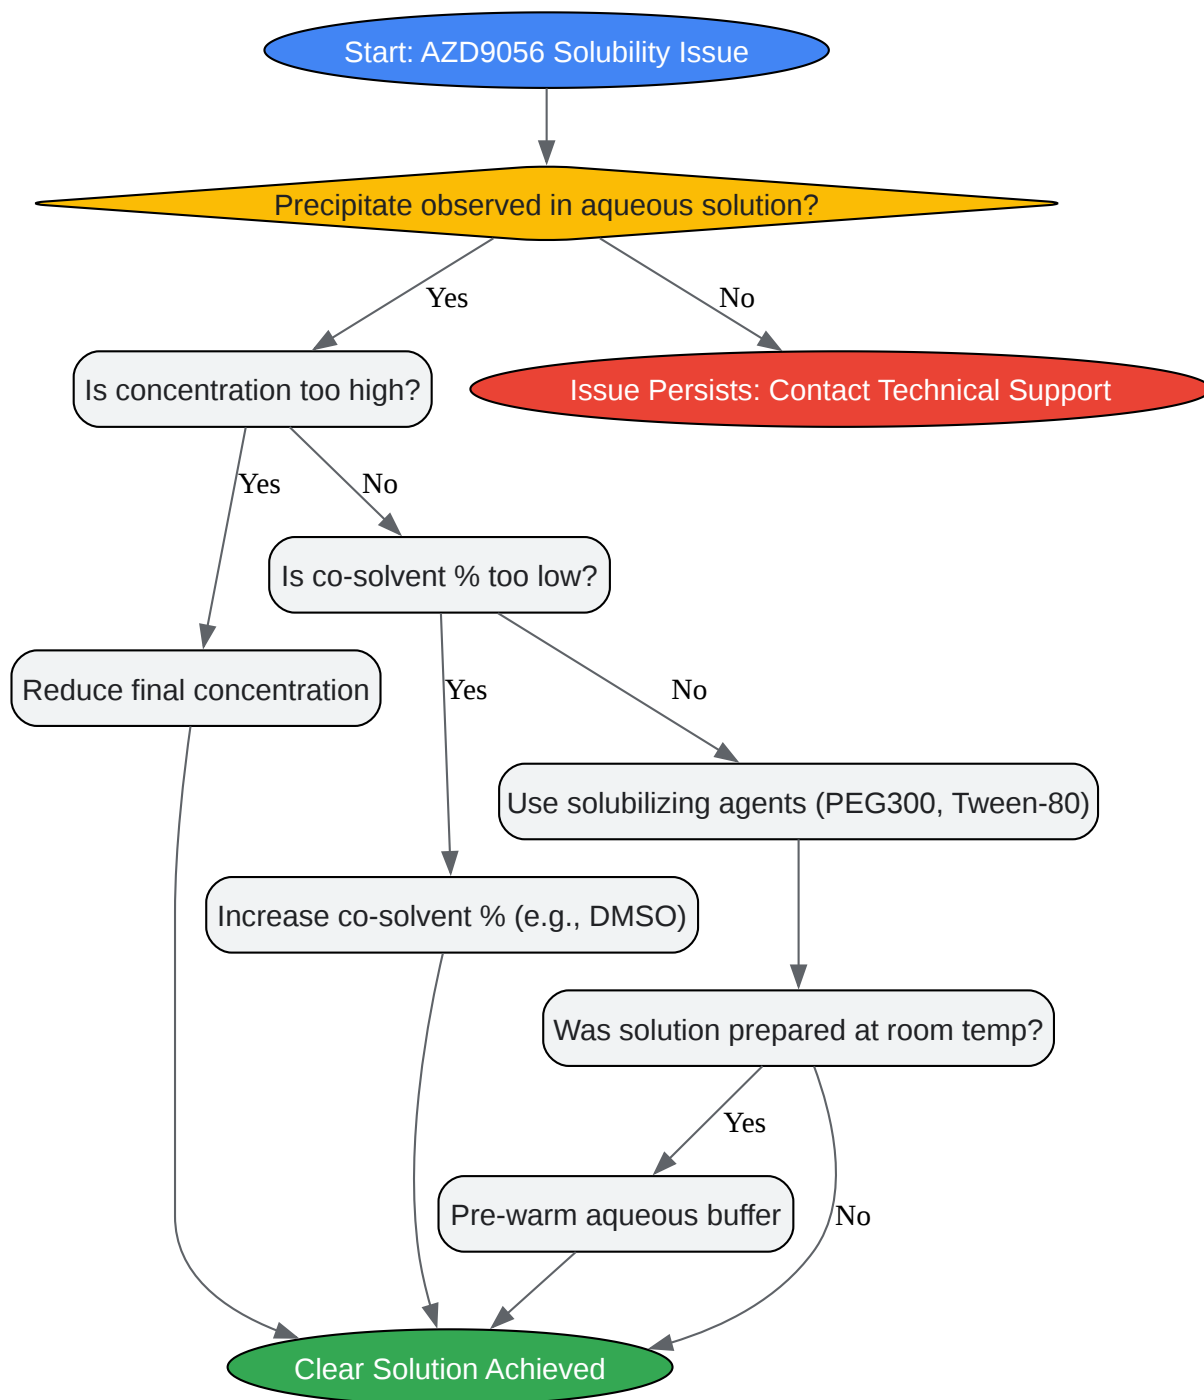 Start: AZD9056 Solubility Issue
Precipitate observed in aqueous solution?
Yes
No
Is concentration too high?
Issue Persists: Contact Technical Support
Yes
No
Is co-solvent % too low?
Reduce final concentration
Yes
No
Use solubilizing agents (PEG300, Tween-80)
Increase co-solvent % (e.g., DMSO)
Was solution prepared at room temp?
Yes
Pre-warm aqueous buffer
No
Clear Solution Achieved